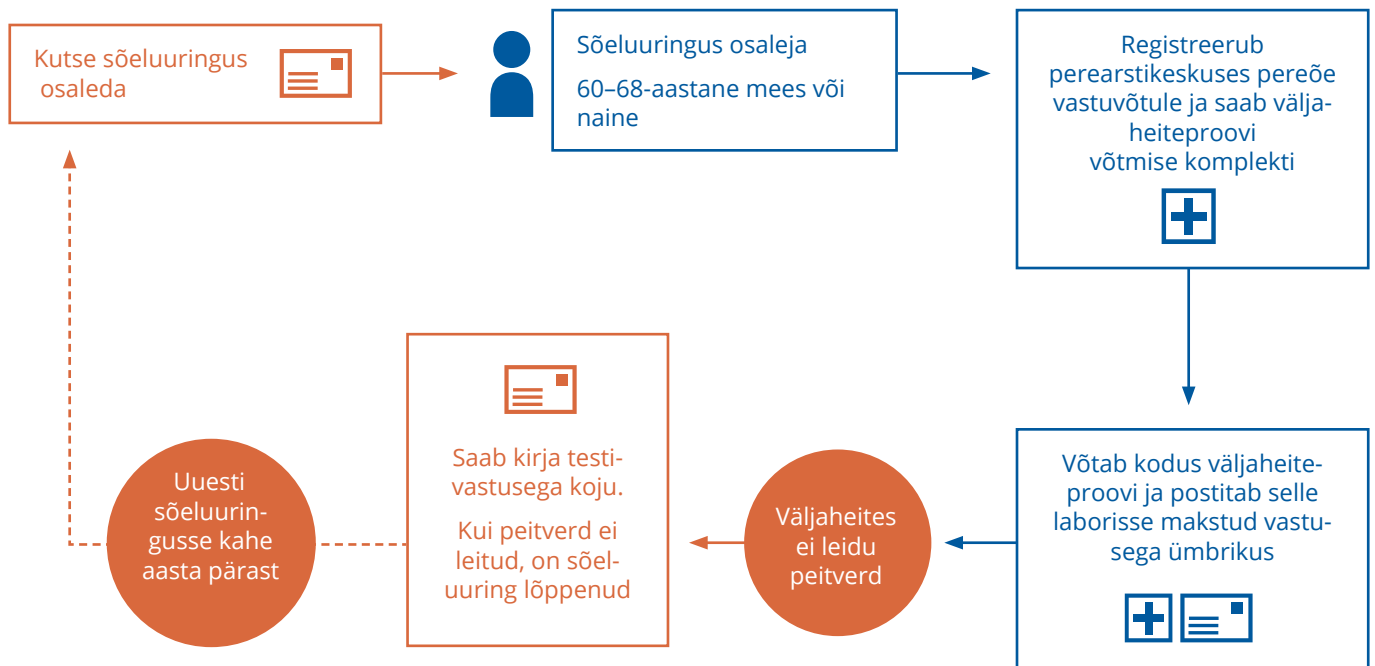 Kutse sõeluuringus
osaleda
Sõeluuringus osaleja
60–68-aastane mees või
naine
Registreerub
perearstikeskuses pereõe
vastuvõtule ja saab välja-
heiteproovi
võtmise komplekti
Võtab kodus väljaheite-
proovi ja postitab selle
laborisse makstud vastu-
sega ümbrikus
Väljaheites
ei leidu
peitverd
Saab kirja testi-
vastusega koju.
Kui peitverd ei
leitud, on sõel-
uuring lõppenud
Uuesti
sõeluurin-
gusse kahe
aasta pärast